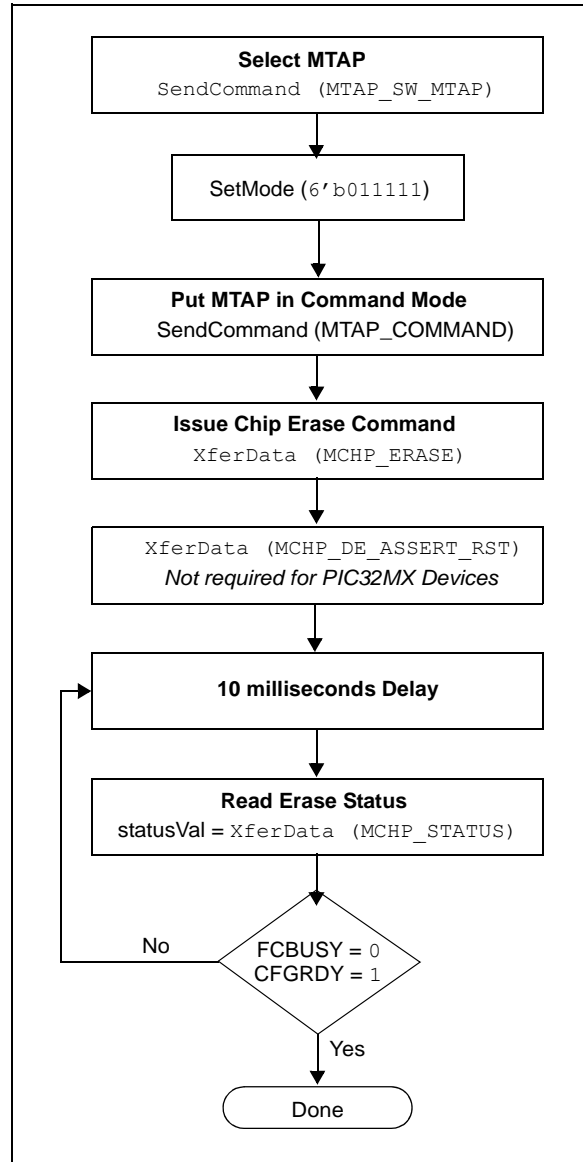 Select MTAP
SendCommand (MTAP_SW_MTAP)
SetMode (6’b011111)
Put MTAP in Command Mode
SendCommand (MTAP_COMMAND)
Issue Chip Erase Command
XferData (MCHP_ERASE)
XferData (MCHP_DE_ASSERT_RST)
Not required for PIC32MX Devices
10 milliseconds Delay
Read Erase Status
statusVal = XferData (MCHP_STATUS)
No
FCBUSY = 0
CFGRDY = 1
Yes
Done